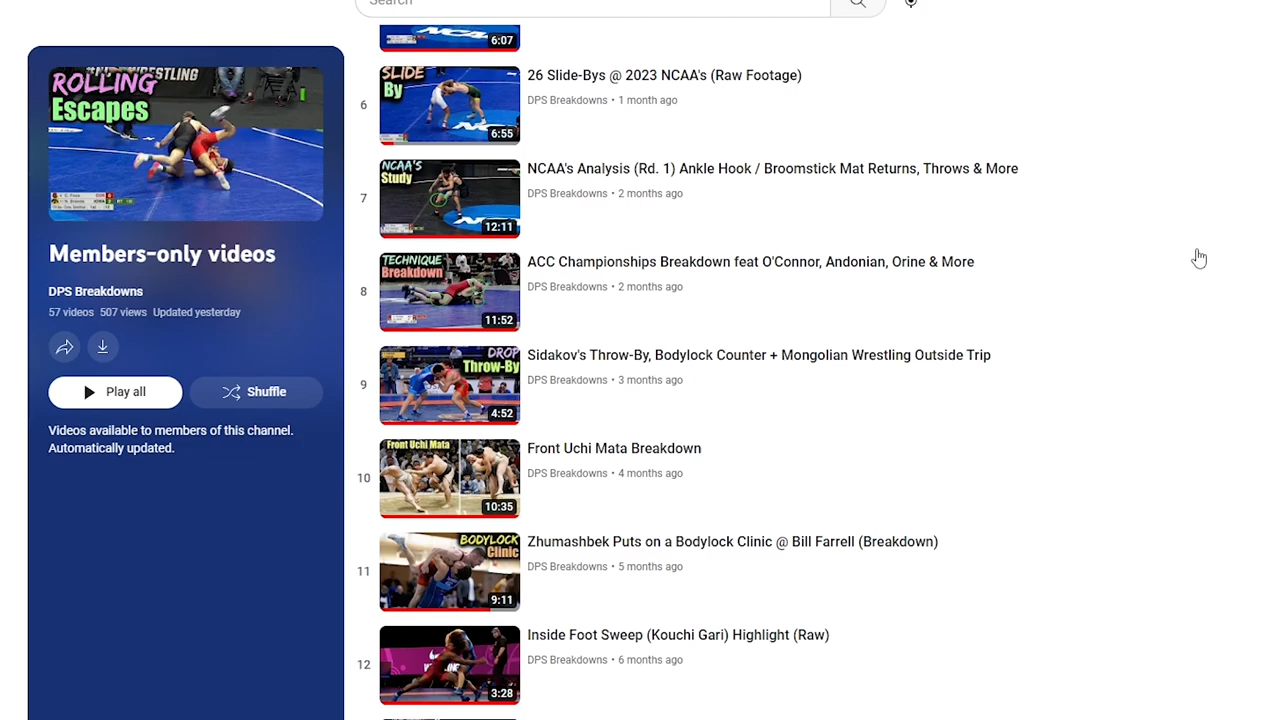 Search
ROLLING
Escapes
Members-only videos
DPS Breakdowns
57 videos 507 views Updated yesterday
Play all
Shuffle
Videos available to members of this channel.
Automatically updated.
6:07
6
SLIDE
By
6:55
26 Slide-Bys @ 2023 NCAA's (Raw Footage)
DPS Breakdowns • 1 month ago
7
NCAA'S
Study
12:11
NCAA's Analysis (Rd. 1) Ankle Hook / Broomstick Mat Returns, Throws & More
DPS Breakdowns • 2 months ago
8
TECHNIQUE
Breakdown
11:52
ACC Championships Breakdown feat O'Connor, Andonian, Orine & More
DPS Breakdowns • 2 months ago
9
DROP
Throw-By
4:52
Sidakov's Throw-By, Bodylock Counter + Mongolian Wrestling Outside Trip
DPS Breakdowns • 3 months ago
10
Front Uchi Mata
10:35
Front Uchi Mata Breakdown
DPS Breakdowns • 4 months ago
11
BODYLOCK
Clinic
9:11
Zhumashbek Puts on a Bodylock Clinic @ Bill Farrell (Breakdown)
DPS Breakdowns • 5 months ago
12
3:28
Inside Foot Sweep (Kouchi Gari) Highlight (Raw)
DPS Breakdowns • 6 months ago